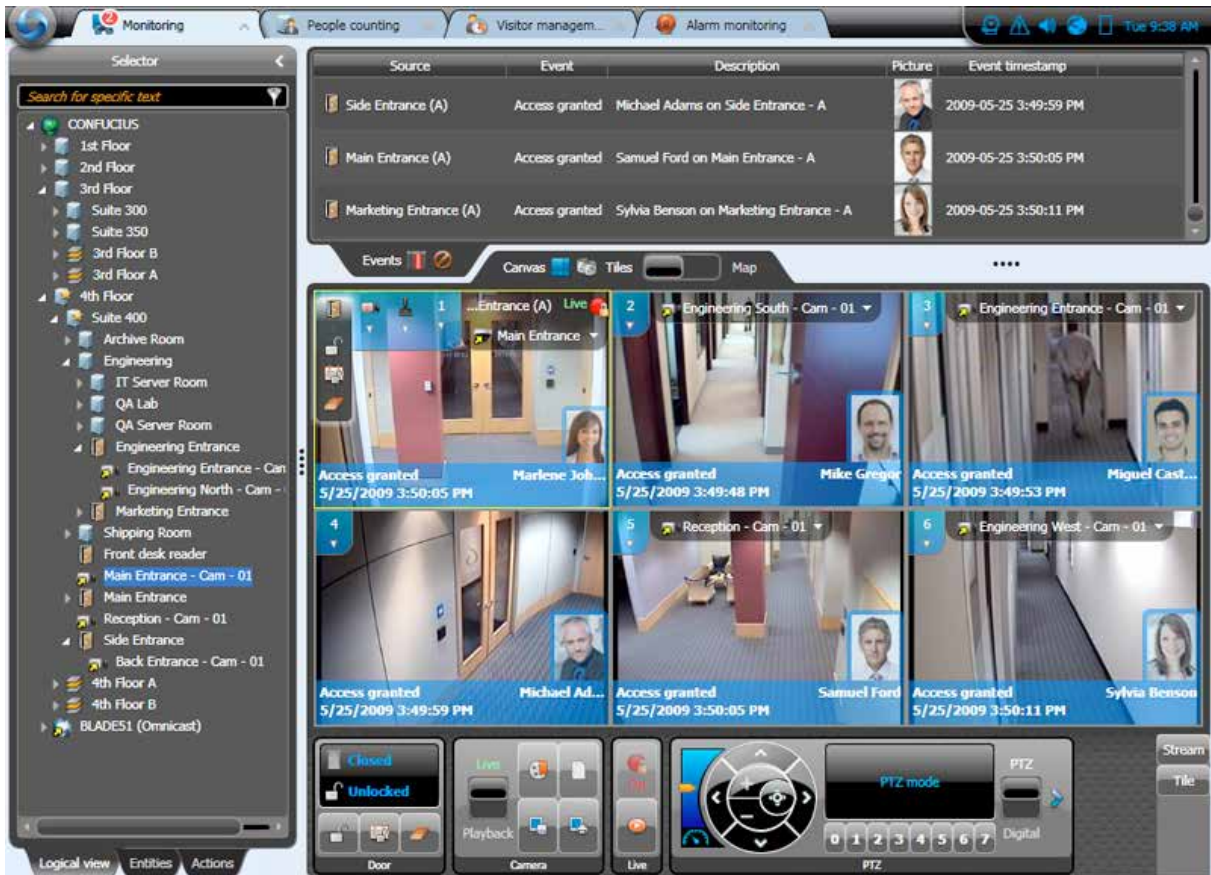 2
Monitoring
People counting
Visitor managem...
Alarm monitoring
Tue 9:38 AM
Selector
Search for specific text
CONFUCIUS
1st Floor
2nd Floor
3rd Floor
Suite 300
Suite 350
3rd Floor B
3rd Floor A
4th Floor
Suite 400
Archive Room
Engineering
IT Server Room
QA Lab
QA Server Room
Engineering Entrance
Engineering Entrance - Cam
Engineering North - Cam -
Marketing Entrance
Shipping Room
Front desk reader
Main Entrance - Cam - 01
Main Entrance
Reception - Cam - 01
Side Entrance
Back Entrance - Cam - 01
4th Floor A
4th Floor B
BLADE51 (Omnicast)
Logical view Entities Actions
Source Event Description Picture Event timestamp
Side Entrance (A) Access granted Michael Adams on Side Entrance - A 2009-05-25 3:49:59 PM
Main Entrance (A) Access granted Samuel Ford on Main Entrance - A 2009-05-25 3:50:05 PM
Marketing Entrance (A) Access granted Sylvia Benson on Marketing Entrance - A 2009-05-25 3:50:11 PM
Events
Canvas Tiles Map
1 ...Entrance (A) Live
Main Entrance
Access granted Marlene Joh...
5/25/2009 3:50:05 PM
2 Engineering South - Cam - 01
Access granted Mike Gregor
5/25/2009 3:49:48 PM
3 Engineering Entrance - Cam - 01
Access granted Miguel Cast...
5/25/2009 3:49:53 PM
4
Access granted Michael Ad...
5/25/2009 3:49:59 PM
5 Reception - Cam - 01
Access granted Samuel Ford
5/25/2009 3:50:05 PM
6 Engineering West - Cam - 01
Access granted Sylvia Benson
5/25/2009 3:50:11 PM
Closed
Unlocked
Door
Live
Playback
Camera
Live
PTZ mode
0 1 2 3 4 5 6 7
PTZ
Digital
PTZ
Stream
Tile